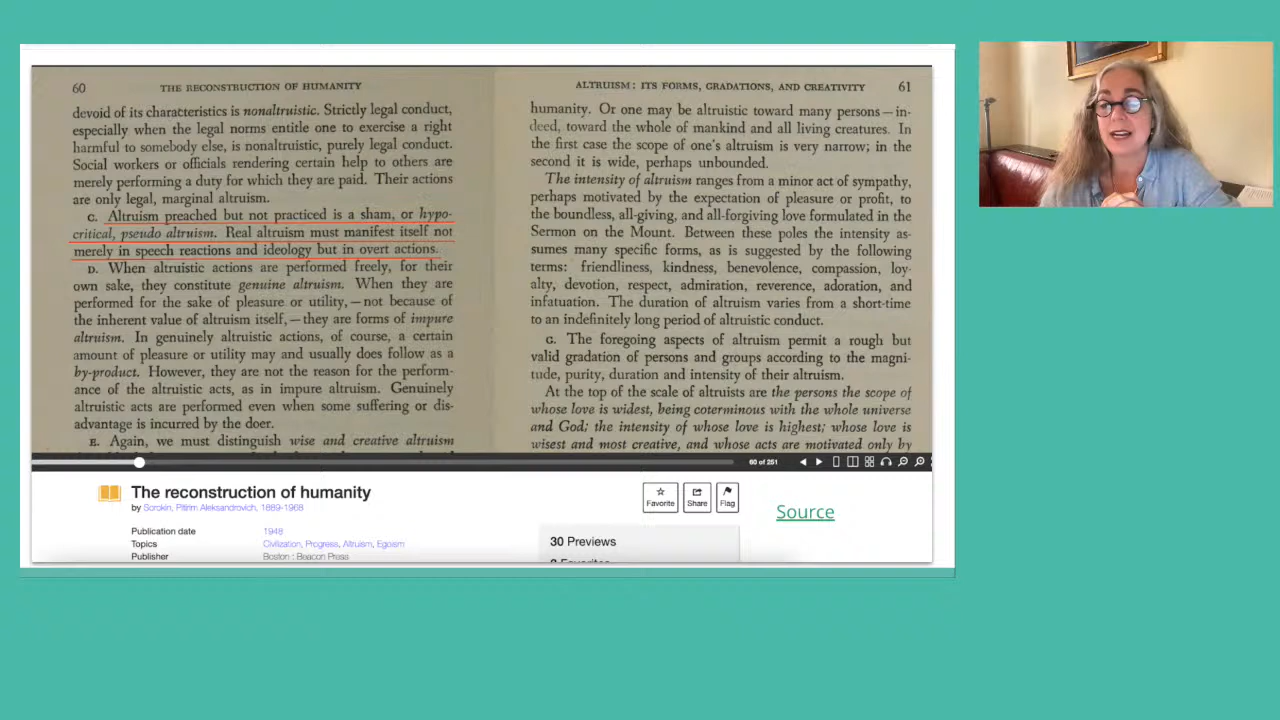 60 THE RECONSTRUCTION OF HUMANITY
devoid of its characteristics is nonaltruistic. Strictly legal conduct,
especially when the legal norms entitle one to exercise a right
harmful to somebody else, is nonaltruistic, purely legal conduct.
Social workers or officials rendering certain help to others are
merely performing a duty for which they are paid. Their actions
are only legal, marginal altruism.
C. Altruism preached but not practiced is a sham, or hypo-
critical, pseudo altruism. Real altruism must manifest itself not
merely in speech reactions and ideology but in overt actions.
D. When altruistic actions are performed freely, for their
own sake, they constitute genuine altruism. When they are
performed for the sake of pleasure or utility,—not because of
the inherent value of altruism itself,—they are forms of impure
altruism. In genuinely altruistic actions, of course, a certain
amount of pleasure or utility may and usually does follow as a
by-product. However, they are not the reason for the perform-
ance of the altruistic acts, as in impure altruism. Genuinely
altruistic acts are performed even when some suffering or dis-
advantage is incurred by the doer.
E. Again, we must distinguish wise and creative altruism
ALTRUISM: ITS FORMS, GRADATIONS, AND CREATIVITY 61
humanity. Or one may be altruistic toward many persons—in-
deed, toward the whole of mankind and all living creatures. In
the first case the scope of one's altruism is very narrow; in the
second it is wide, perhaps unbounded.
The intensity of altruism ranges from a minor act of sympathy,
perhaps motivated by the expectation of pleasure or profit, to
the boundless, all-giving, and all-forgiving love formulated in the
Sermon on the Mount. Between these poles the intensity as-
sumes many specific forms, as is suggested by the following
terms: friendliness, kindness, benevolence, compassion, loy-
alty, devotion, respect, admiration, reverence, adoration, and
infatuation. The duration of altruism varies from a short-time
to an indefinitely long period of altruistic conduct.
G. The foregoing aspects of altruism permit a rough but
valid gradation of persons and groups according to the magni-
tude, purity, duration and intensity of their altruism.
At the top of the scale of altruists are the persons the scope of
whose love is widest, being coterminous with the whole universe
and God; the intensity of whose love is highest; whose love is
wisest and most creative, and whose acts are motivated only by
60 of 251
The reconstruction of humanity
by Sorokin, Pitirim Aleksandrovich, 1889-1968
Favorite Share Flag
Source
Publication date 1948
Topics Civilization, Progress, Altruism, Egoism
Publisher Boston : Beacon Press
30 Previews
Favorites